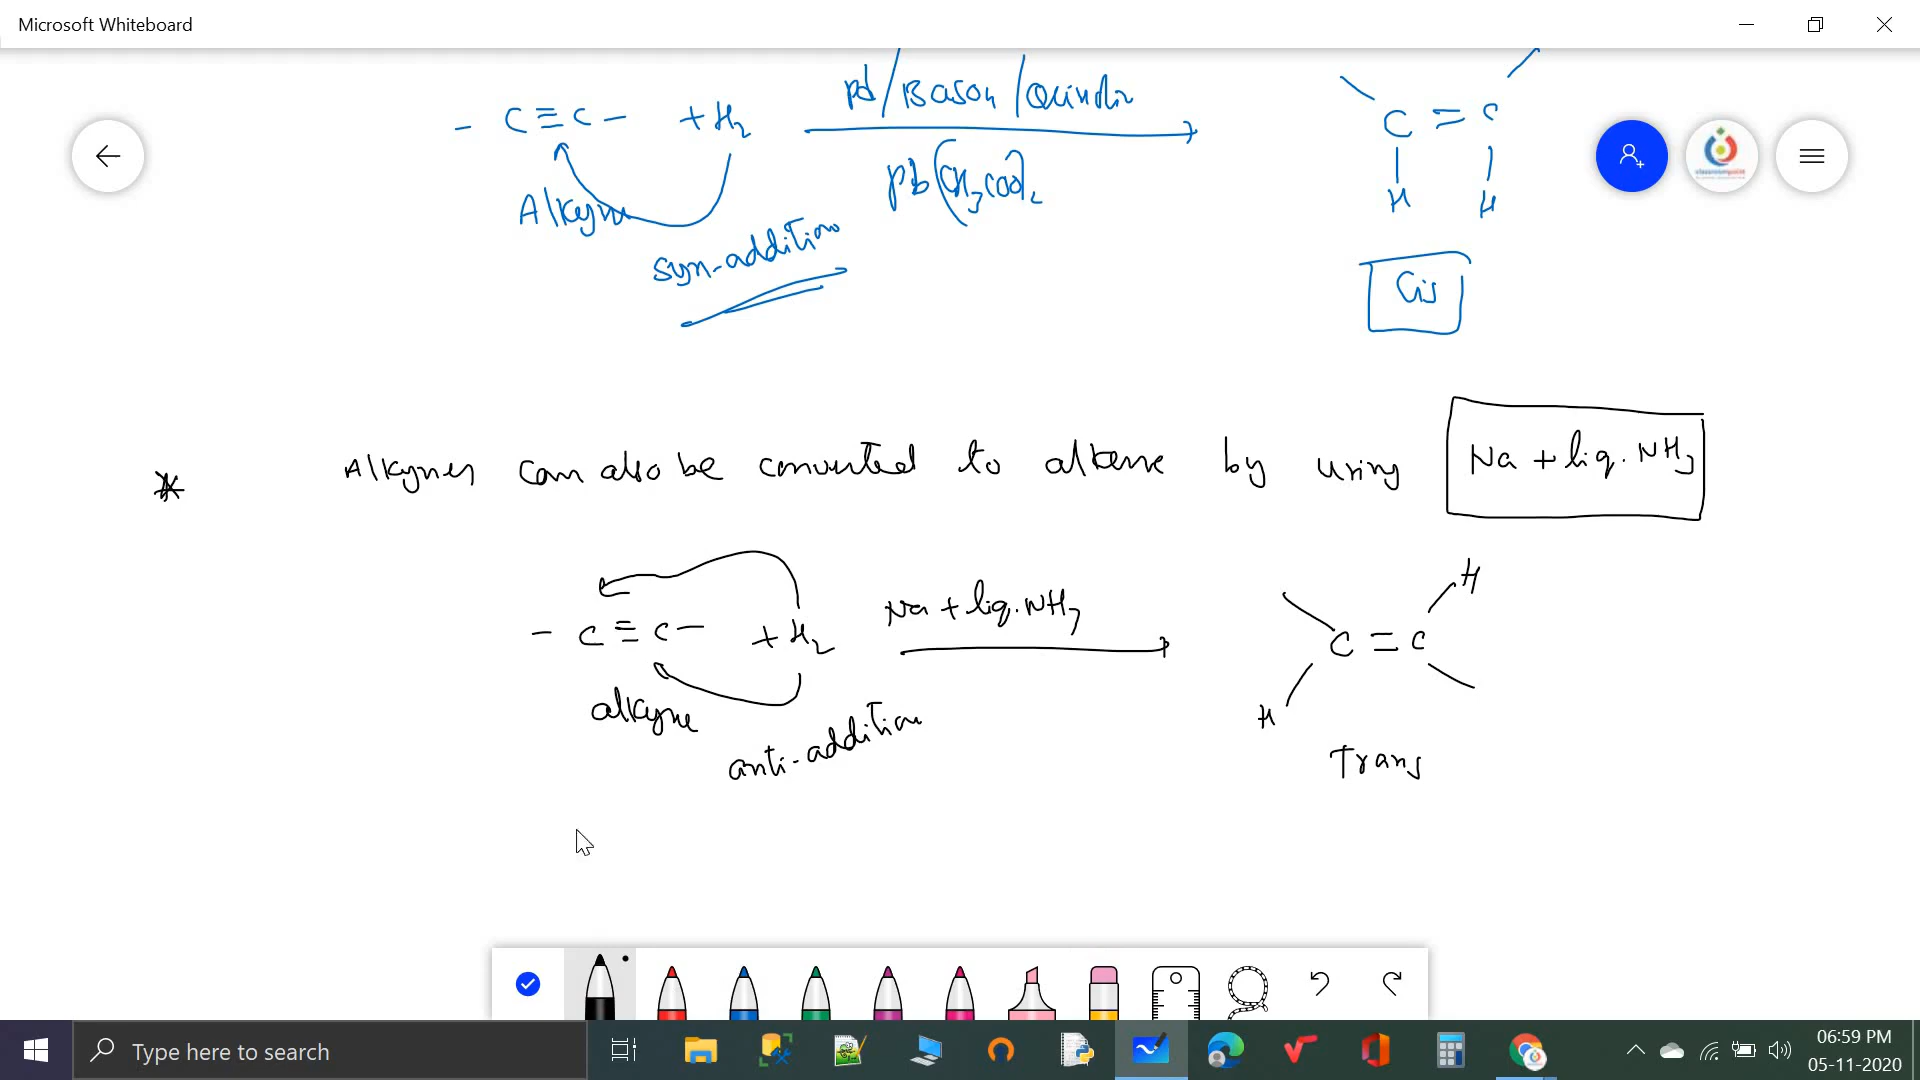 Microsoft Whiteboard
Pd/BaSO4/Quinoline
- C≡C- + H2
C = C
Pb(CH3COO)2
H H
Alkyne
syn-addition
Cis
* Alkynes can also be converted to alkene by using Na + liq. NH3
H
Na + liq. NH3
- C≡C- + H2
C = C
alkyne
H
anti-addition
Trans
Type here to search
06:59 PM
05-11-2020